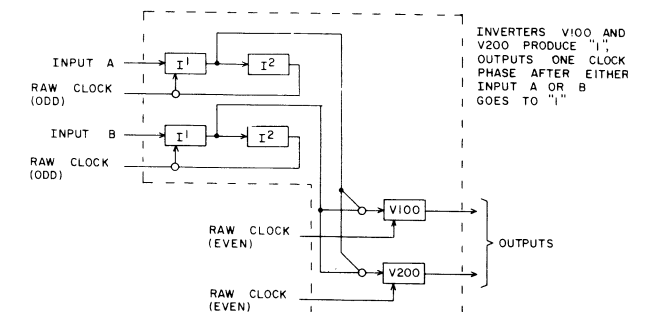 INPUT A
I¹
I²
RAW CLOCK
(ODD)
INPUT B
I¹
I²
RAW CLOCK
(ODD)
INVERTERS V100 AND
V200 PRODUCE "1",
OUTPUTS ONE CLOCK
PHASE AFTER EITHER
INPUT A OR B
GOES TO "1"
V100
RAW CLOCK
(EVEN)
OUTPUTS
V200
RAW CLOCK
(EVEN)